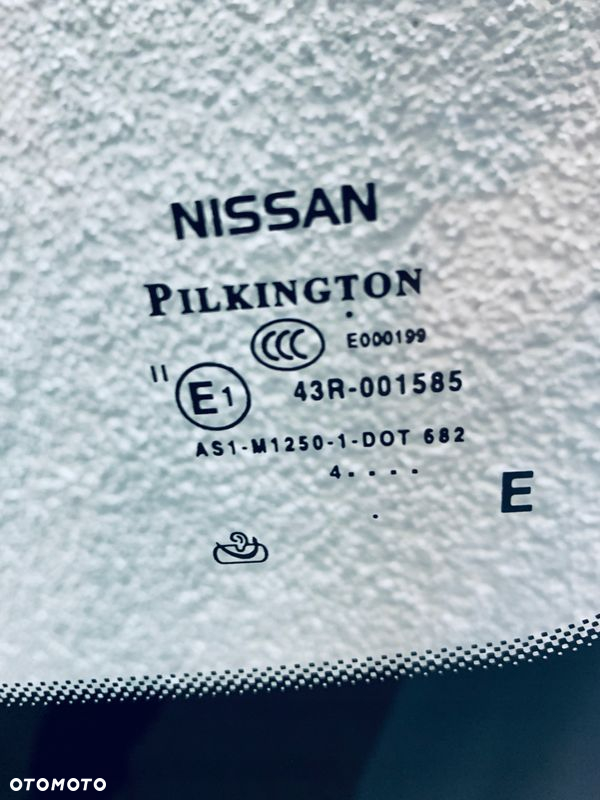 NISSAN
PILKINGTON
CCC E000199
II E1 43R-001585
AS1-M1250-1-DOT 682
4. . . .
.
E
OTOMOTO